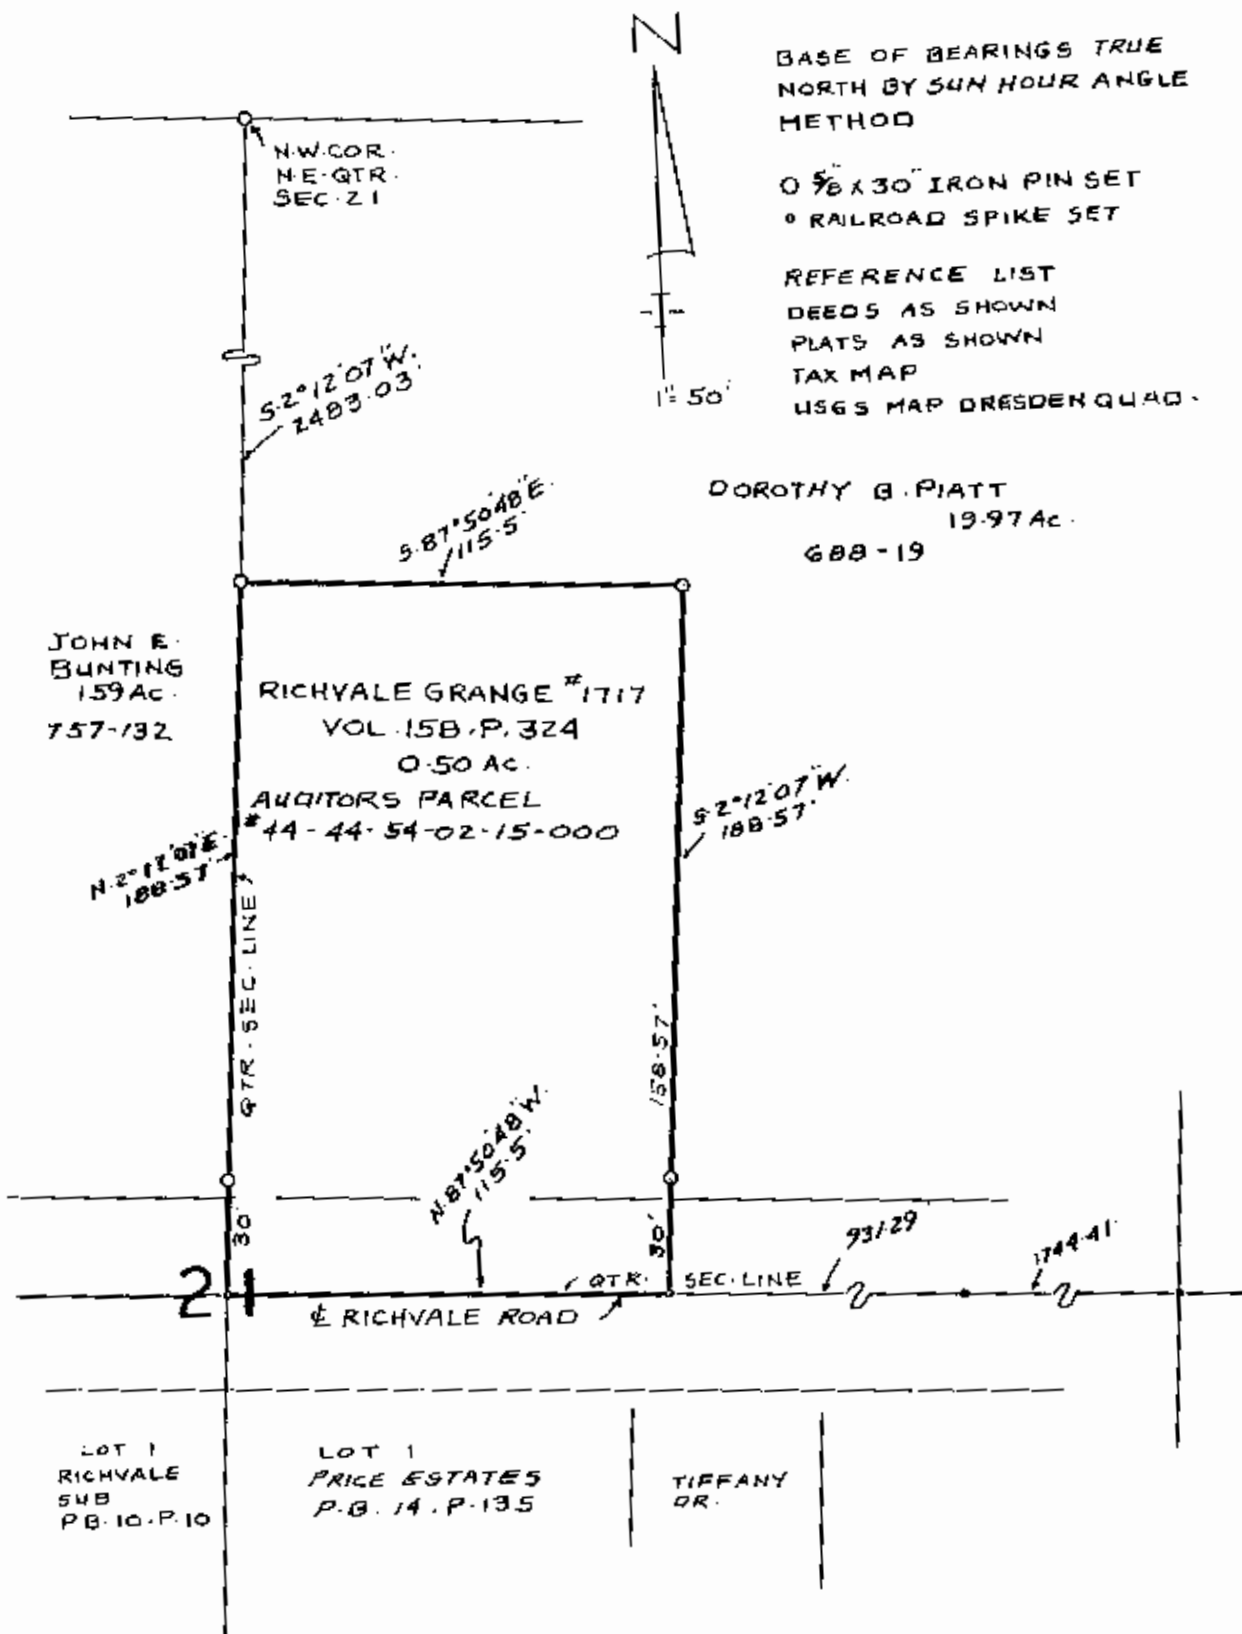 N
BASE OF BEARINGS TRUE
NORTH BY SUN HOUR ANGLE
METHOD
O 5/8" X 30" IRON PIN SET
° RAILROAD SPIKE SET
REFERENCE LIST
DEEDS AS SHOWN
PLATS AS SHOWN
TAX MAP
USGS MAP DRESDEN QUAD.
1"= 50'
N.W. COR.
N.E. QTR.
SEC. 21
S.2°12'07"W.
2483.03'
S.87°50'48"E.
115.5'
DOROTHY B. PIATT
19.97 Ac.
688-19
JOHN E.
BUNTING
159 Ac.
757-132
RICHVALE GRANGE #1717
VOL. 158. P. 324
0.50 Ac.
AUDITORS PARCEL
#44-44-54-02-15-000
N.2°12'07"E.
188.57'
S.2°12'07"W.
188.57'
QTR. SEC. LINE
158.57'
N.87°50'48"W.
115.5'
30'
30'
931.29'
1744.41'
21
QTR. SEC. LINE
℄ RICHVALE ROAD
LOT 1
RICHVALE
SUB
P.B. 10. P. 10
LOT 1
PRICE ESTATES
P.B. 14. P. 135
TIFFANY
DR.